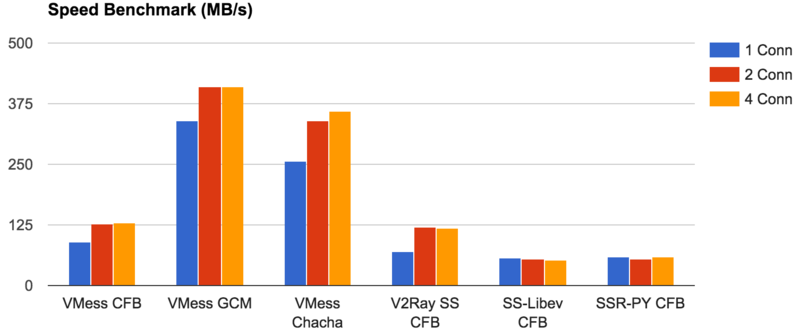 Speed Benchmark (MB/s)
500
375
250
125
0
1 Conn
2 Conn
4 Conn
VMess CFB
VMess GCM
VMess
Chacha
V2Ray SS
CFB
SS-Libev
CFB
SSR-PY CFB